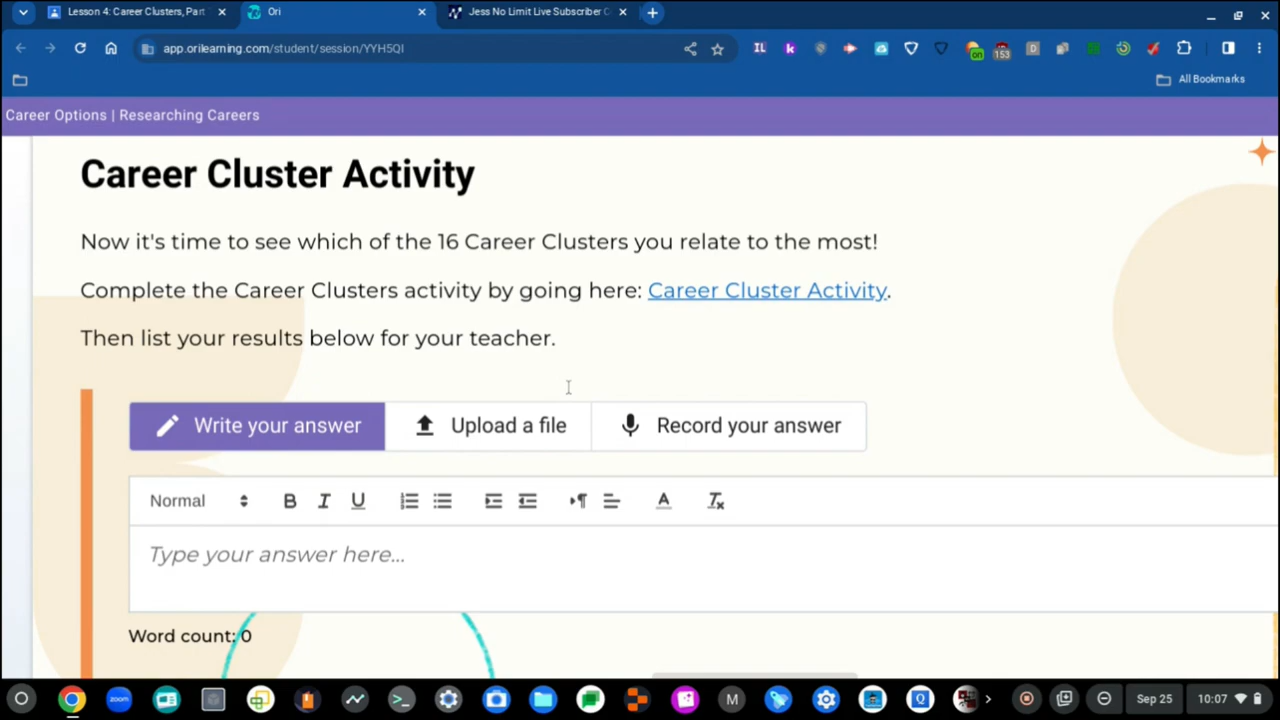 Lesson 4: Career Clusters, Part
Ori
Jess No Limit Live Subscriber C
app.orilearning.com/student/session/YYH5QI
IL
k
on
153
D
All Bookmarks
Career Options | Researching Careers
Career Cluster Activity
Now it's time to see which of the 16 Career Clusters you relate to the most!
Complete the Career Clusters activity by going here: Career Cluster Activity.
Then list your results below for your teacher.
Write your answer
Upload a file
Record your answer
Normal
B I U
A
Type your answer here...
Word count: 0
zoom
M
Q
Sep 25
10:07